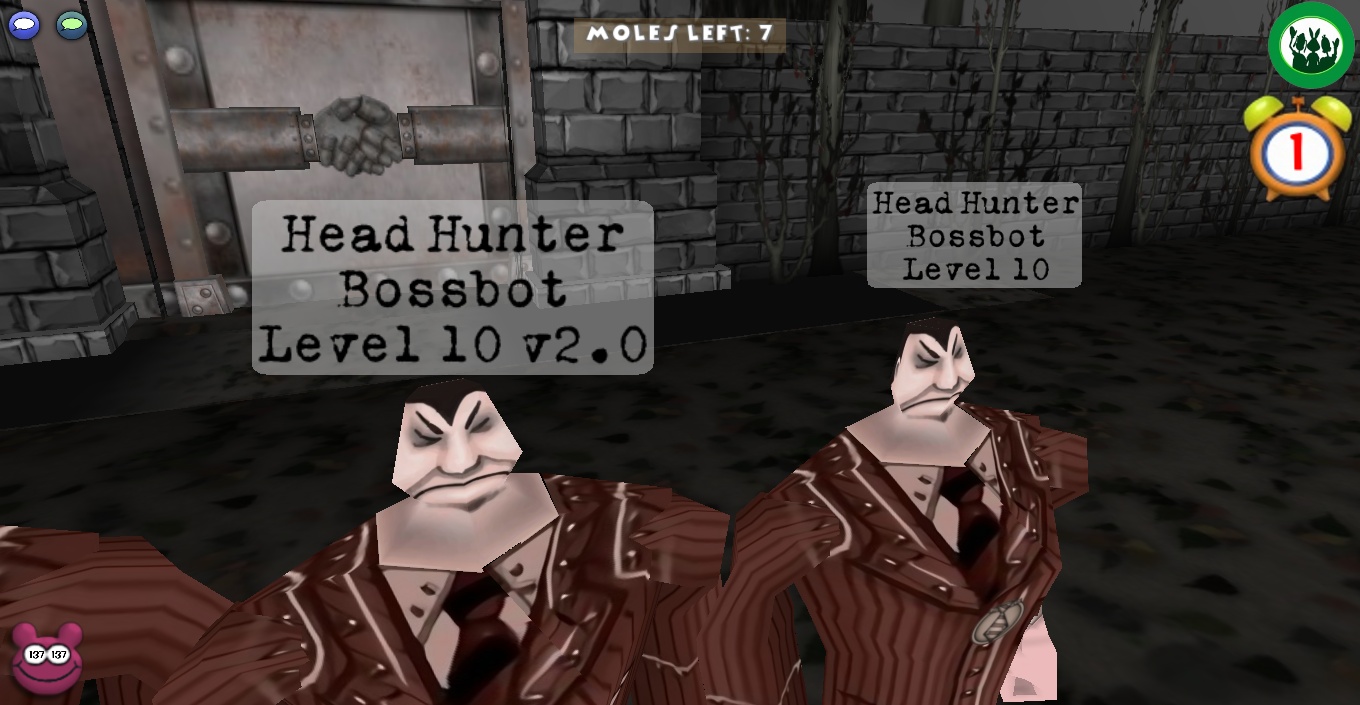 MOLES LEFT: 7
1
Head Hunter
Bossbot
Level 10 v2.0
Head Hunter
Bossbot
Level 10
137 137